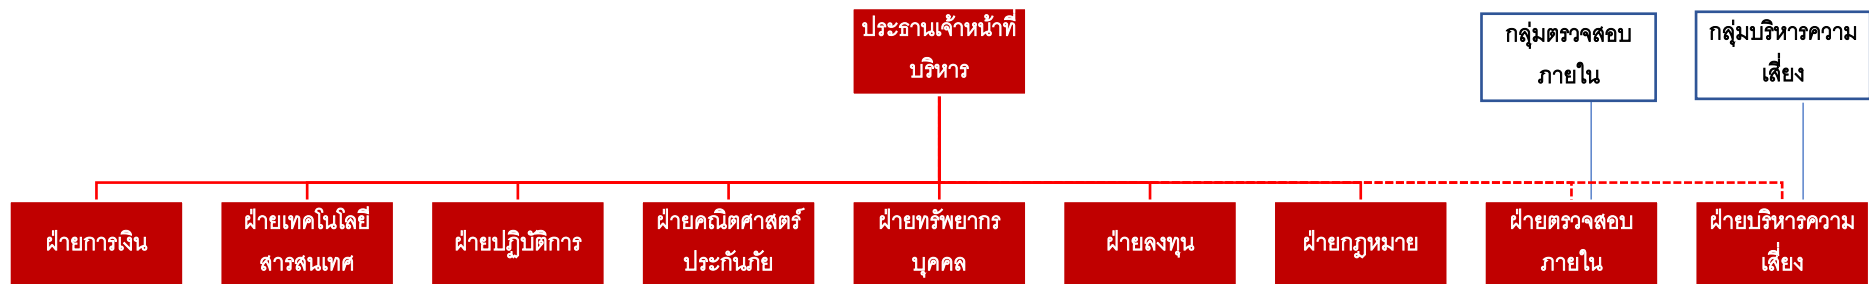 ประธานเจ้าหน้าที่
บริหาร
กลุ่มตรวจสอบ
ภายใน
กลุ่มบริหารความ
เสี่ยง
ฝ่ายการเงิน
ฝ่ายเทคโนโลยี
สารสนเทศ
ฝ่ายปฏิบัติการ
ฝ่ายคณิตศาสตร์
ประกันภัย
ฝ่ายทรัพยากร
บุคคล
ฝ่ายลงทุน
ฝ่ายกฎหมาย
ฝ่ายตรวจสอบ
ภายใน
ฝ่ายบริหารความ
เสี่ยง